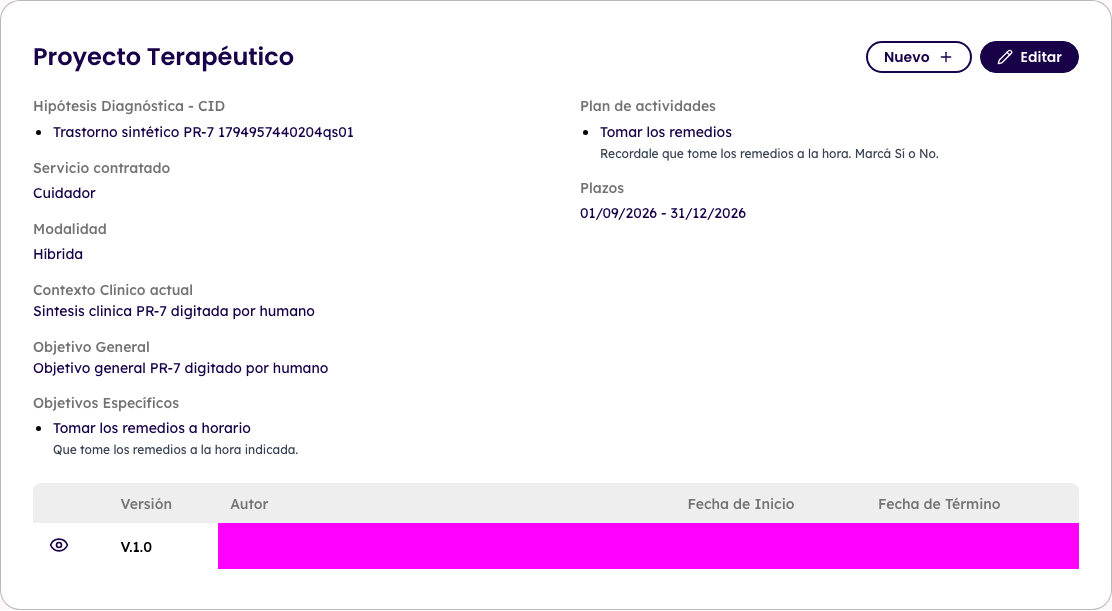 Proyecto Terapéutico
Nuevo +
Editar
Hipótesis Diagnóstica - CID
• Trastorno sintético PR-7 1794957440204qs01
Servicio contratado
Cuidador
Modalidad
Híbrida
Contexto Clínico actual
Sintesis clinica PR-7 digitada por humano
Objetivo General
Objetivo general PR-7 digitado por humano
Objetivos Específicos
• Tomar los remedios a horario
Que tome los remedios a la hora indicada.
Plan de actividades
• Tomar los remedios
Recordale que tome los remedios a la hora. Marcá Sí o No.
Plazos
01/09/2026 - 31/12/2026
Versión Autor Fecha de Inicio Fecha de Término
V.1.0